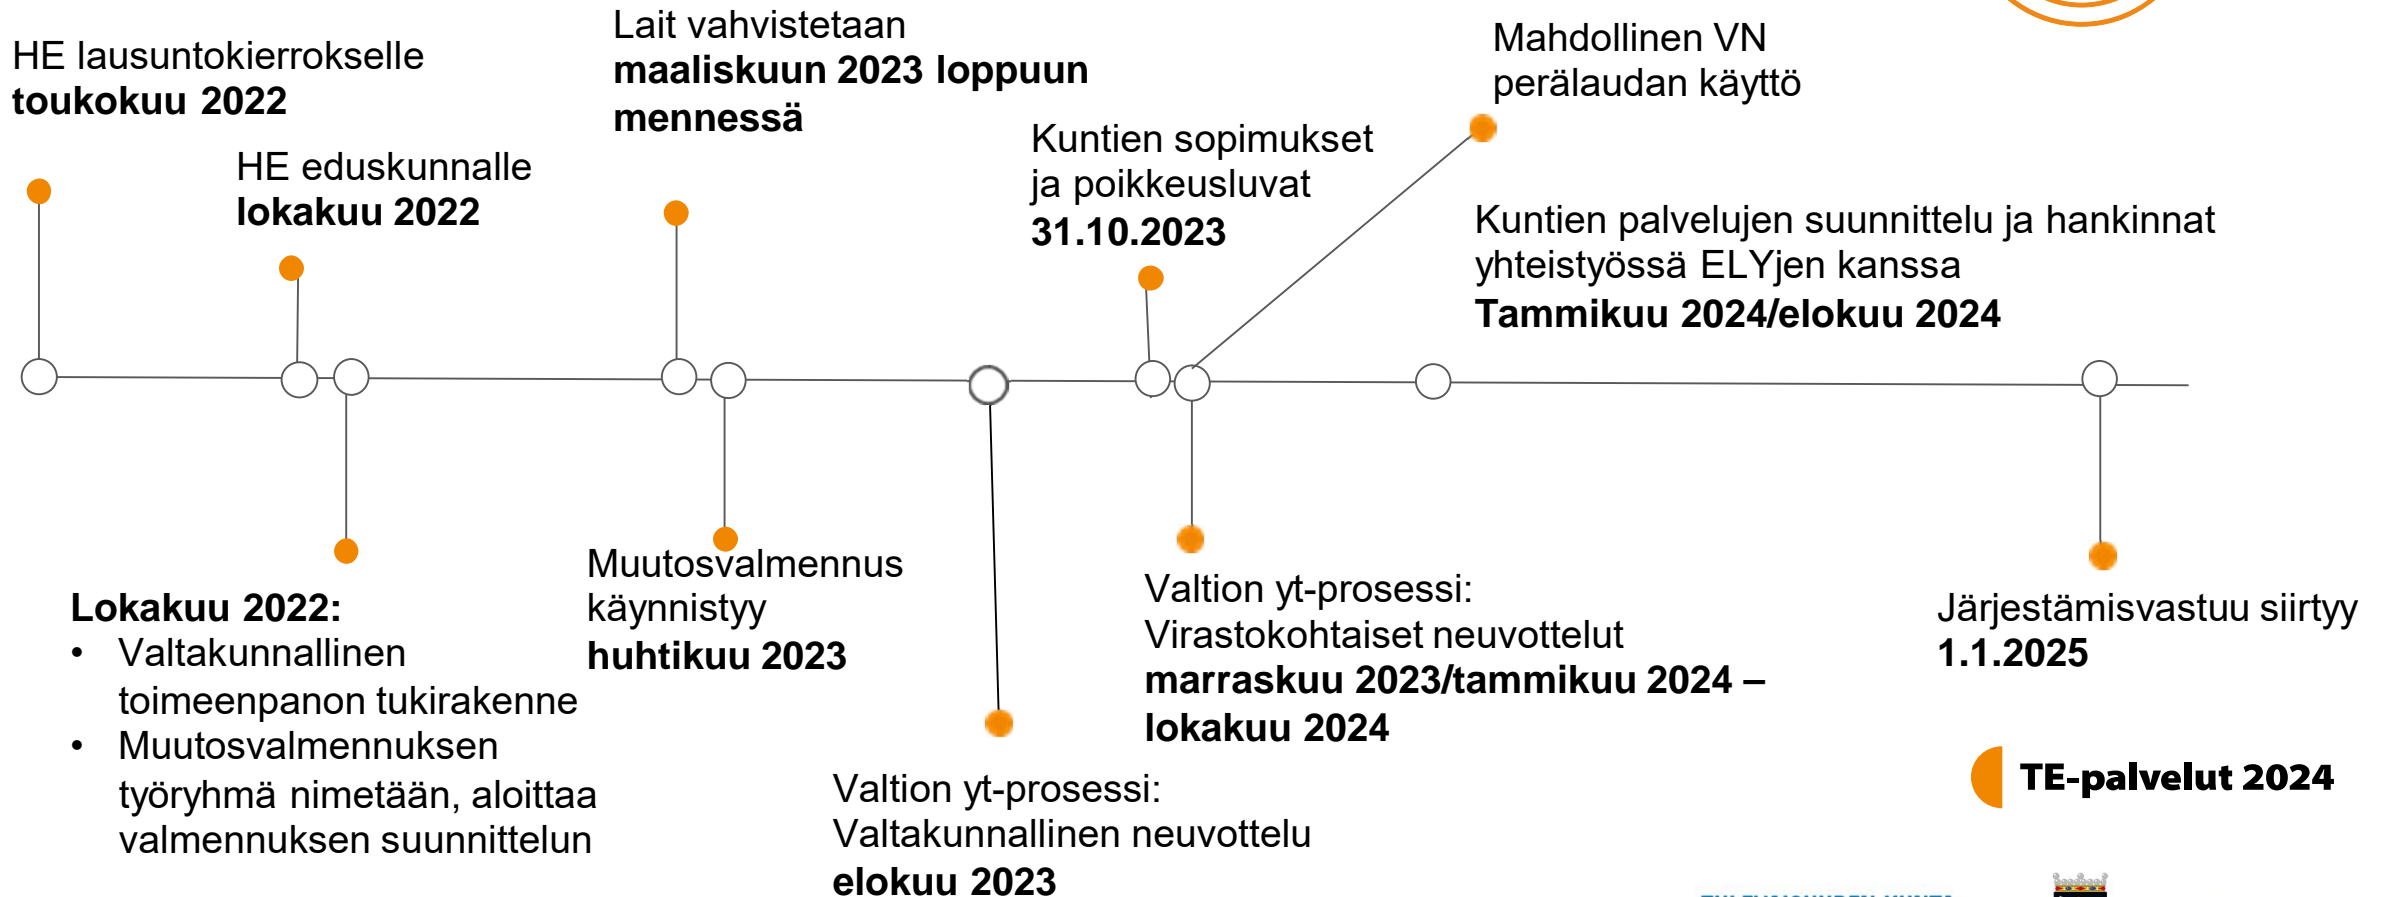 HE lausuntokierrokselle
toukokuu 2022
HE eduskunnalle
lokakuu 2022
Lait vahvistetaan
maaliskuun 2023 loppuun
mennessä
Kuntien sopimukset
ja poikkeusluvat
31.10.2023
Mahdollinen VN
perälaudan käyttö
Kuntien palvelujen suunnittelu ja hankinnat
yhteistyössä ELYjen kanssa
Tammikuu 2024/elokuu 2024
Lokakuu 2022:
• Valtakunnallinen
toimeenpanon tukirakenne
• Muutosvalmennuksen
työryhmä nimetään, aloittaa
valmennuksen suunnittelun
Muutosvalmennus
käynnistyy
huhtikuu 2023
Valtion yt-prosessi:
Valtakunnallinen neuvottelu
elokuu 2023
Valtion yt-prosessi:
Virastokohtaiset neuvottelut
marraskuu 2023/tammikuu 2024 –
lokakuu 2024
Järjestämisvastuu siirtyy
1.1.2025
TE-palvelut 2024